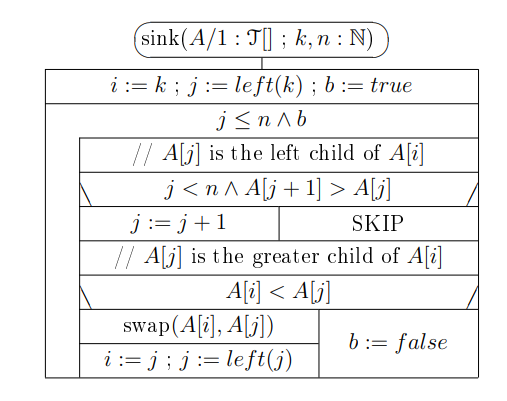 sink(A/1 : 𝒯[] ; k, n : ℕ)
i := k ; j := left(k) ; b := true
j ≤ n ∧ b
// A[j] is the left child of A[i]
j < n ∧ A[j + 1] > A[j]
j := j + 1
SKIP
// A[j] is the greater child of A[i]
A[i] < A[j]
swap(A[i], A[j])
b := false
i := j ; j := left(j)